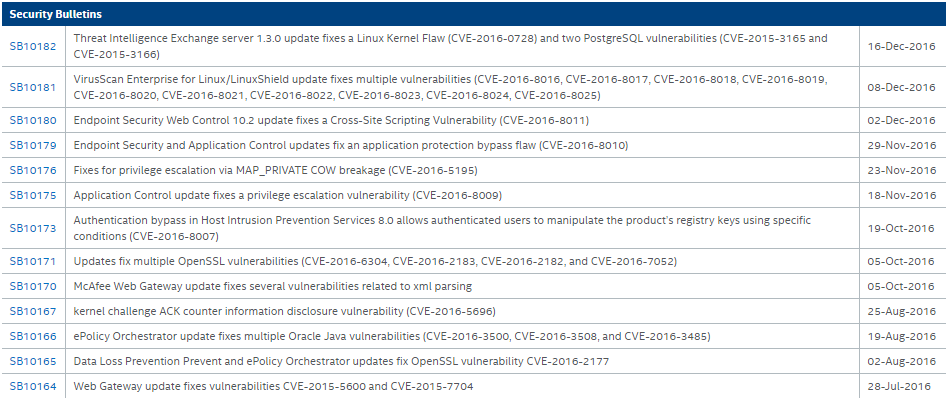 Security Bulletins
SB10182 Threat Intelligence Exchange server 1.3.0 update fixes a Linux Kernel Flaw (CVE-2016-0728) and two PostgreSQL vulnerabilities (CVE-2015-3165 and 16-Dec-2016
CVE-2015-3166)
SB10181 VirusScan Enterprise for Linux/LinuxShield update fixes multiple vulnerabilities (CVE-2016-8016, CVE-2016-8017, CVE-2016-8018, CVE-2016-8019, 08-Dec-2016
CVE-2016-8020, CVE-2016-8021, CVE-2016-8022, CVE-2016-8023, CVE-2016-8024, CVE-2016-8025)
SB10180 Endpoint Security Web Control 10.2 update fixes a Cross-Site Scripting Vulnerability (CVE-2016-8011) 02-Dec-2016
SB10179 Endpoint Security and Application Control updates fix an application protection bypass flaw (CVE-2016-8010) 29-Nov-2016
SB10176 Fixes for privilege escalation via MAP_PRIVATE COW breakage (CVE-2016-5195) 23-Nov-2016
SB10175 Application Control update fixes a privilege escalation vulnerability (CVE-2016-8009) 18-Nov-2016
SB10173 Authentication bypass in Host Intrusion Prevention Services 8.0 allows authenticated users to manipulate the product's registry keys using specific 19-Oct-2016
conditions (CVE-2016-8007)
SB10171 Updates fix multiple OpenSSL vulnerabilities (CVE-2016-6304, CVE-2016-2183, CVE-2016-2182, and CVE-2016-7052) 05-Oct-2016
SB10170 McAfee Web Gateway update fixes several vulnerabilities related to xml parsing 05-Oct-2016
SB10167 kernel challenge ACK counter information disclosure vulnerability (CVE-2016-5696) 25-Aug-2016
SB10166 ePolicy Orchestrator update fixes multiple Oracle Java vulnerabilities (CVE-2016-3500, CVE-2016-3508, and CVE-2016-3485) 19-Aug-2016
SB10165 Data Loss Prevention Prevent and ePolicy Orchestrator updates fix OpenSSL vulnerability CVE-2016-2177 02-Aug-2016
SB10164 Web Gateway update fixes vulnerabilities CVE-2015-5600 and CVE-2015-7704 28-Jul-2016